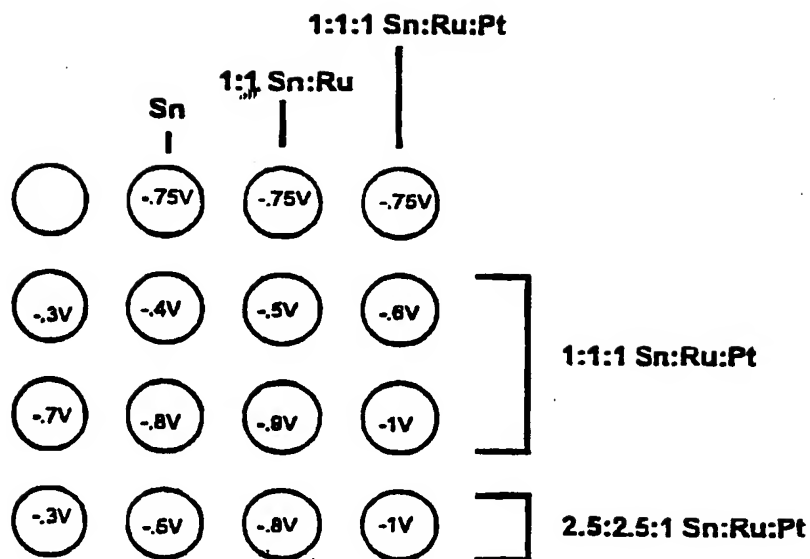 1:1:1 Sn:Ru:Pt
1:1 Sn:Ru
Sn
-.75V -.75V -.75V
-.3V -.4V -.5V -.6V
1:1:1 Sn:Ru:Pt
-.7V -.8V -.9V -1V
-.3V -.8V -1V
2.5:2.5:1 Sn:Ru:Pt